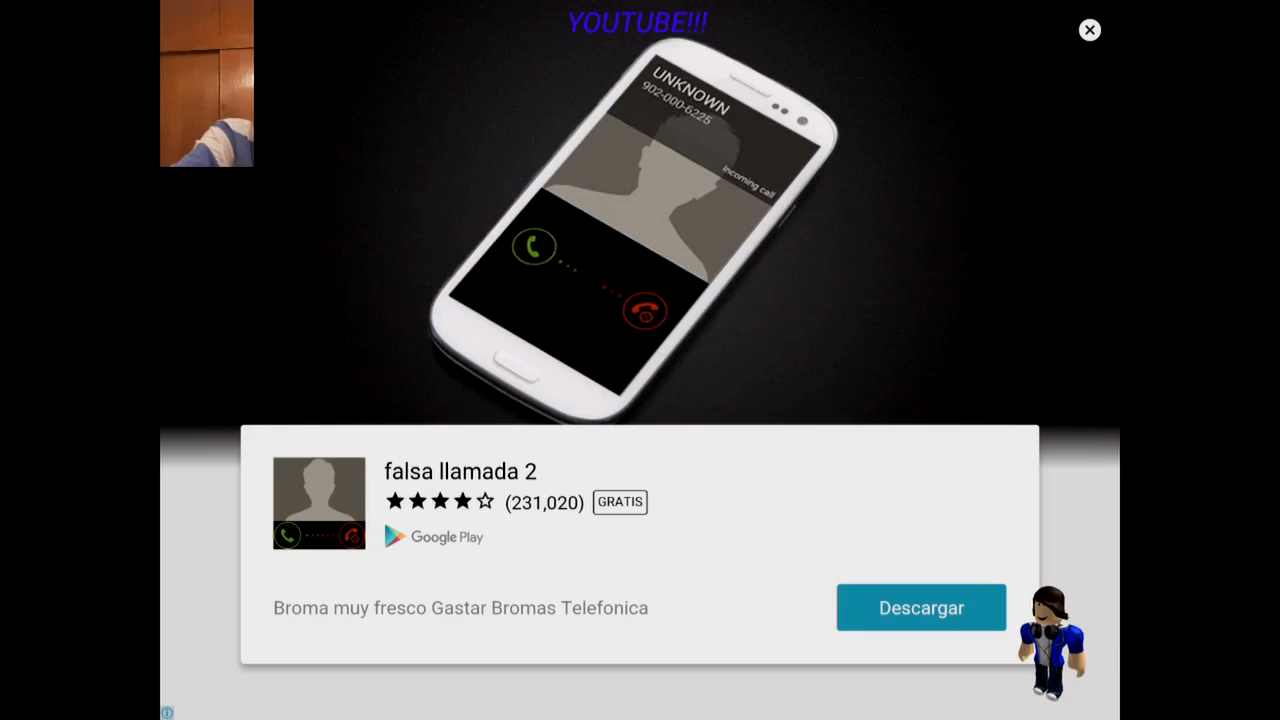 YOUTUBE!!!
UNKNOWN
902-000-6225
Incoming call
falsa llamada 2
(231,020) GRATIS
Google Play
Broma muy fresco Gastar Bromas Telefonica
Descargar